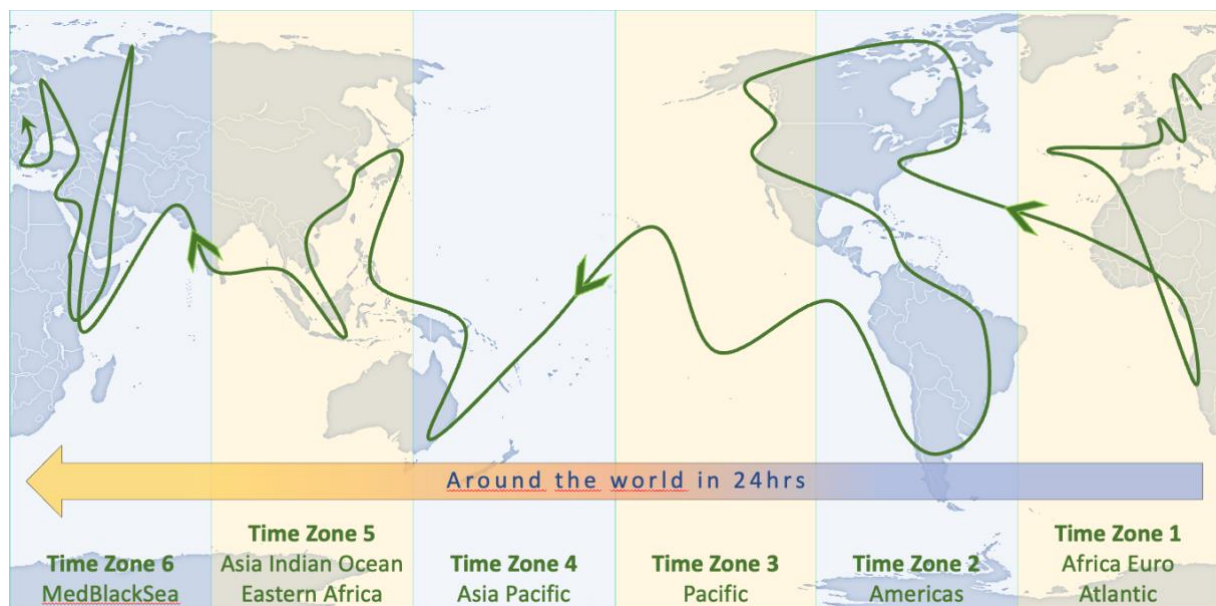 Around the world in 24hrs
Time Zone 6
MedBlackSea
Time Zone 5
Asia Indian Ocean
Eastern Africa
Time Zone 4
Asia Pacific
Time Zone 3
Pacific
Time Zone 2
Americas
Time Zone 1
Africa Euro
Atlantic